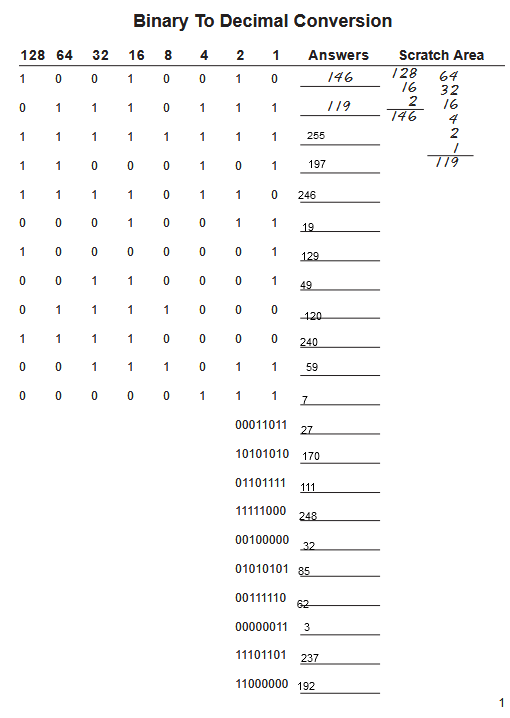 Binary To Decimal Conversion
128 64 32 16 8 4 2 1 Answers Scratch Area
1 0 0 1 0 0 1 0 146 128 64
0 1 1 1 0 1 1 1 119 16 32
2 16
146 4
1 1 1 1 1 1 1 1 255 2
1
1 1 0 0 0 1 0 1 197 119
1 1 1 1 0 1 1 0 246
0 0 0 1 0 0 1 1 19
1 0 0 0 0 0 0 1 129
0 0 1 1 0 0 0 1 49
0 1 1 1 1 0 0 0 120
1 1 1 1 0 0 0 0 240
0 0 1 1 1 0 1 1 59
0 0 0 0 0 1 1 1 7
00011011 27
10101010 170
01101111 111
11111000 248
00100000 32
01010101 85
00111110 62
00000011 3
11101101 237
11000000 192
1